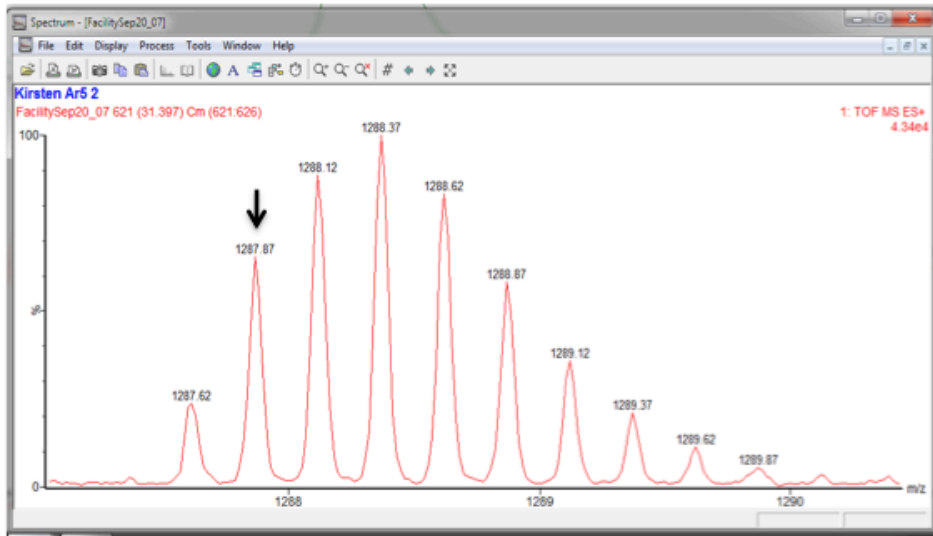 Spectrum - [FacilitySep20_07]
File Edit Display Process Tools Window Help
A #
Kirsten Ar5 2
FacilitySep20_07 621 (31.397) Cm (621:626)
1: TOF MS ES+
4.34e4
100
%
0
1287.62
1287.87
1288.12
1288.37
1288.62
1288.87
1289.12
1289.37
1289.62
1289.87
m/z
1288 1289 1290